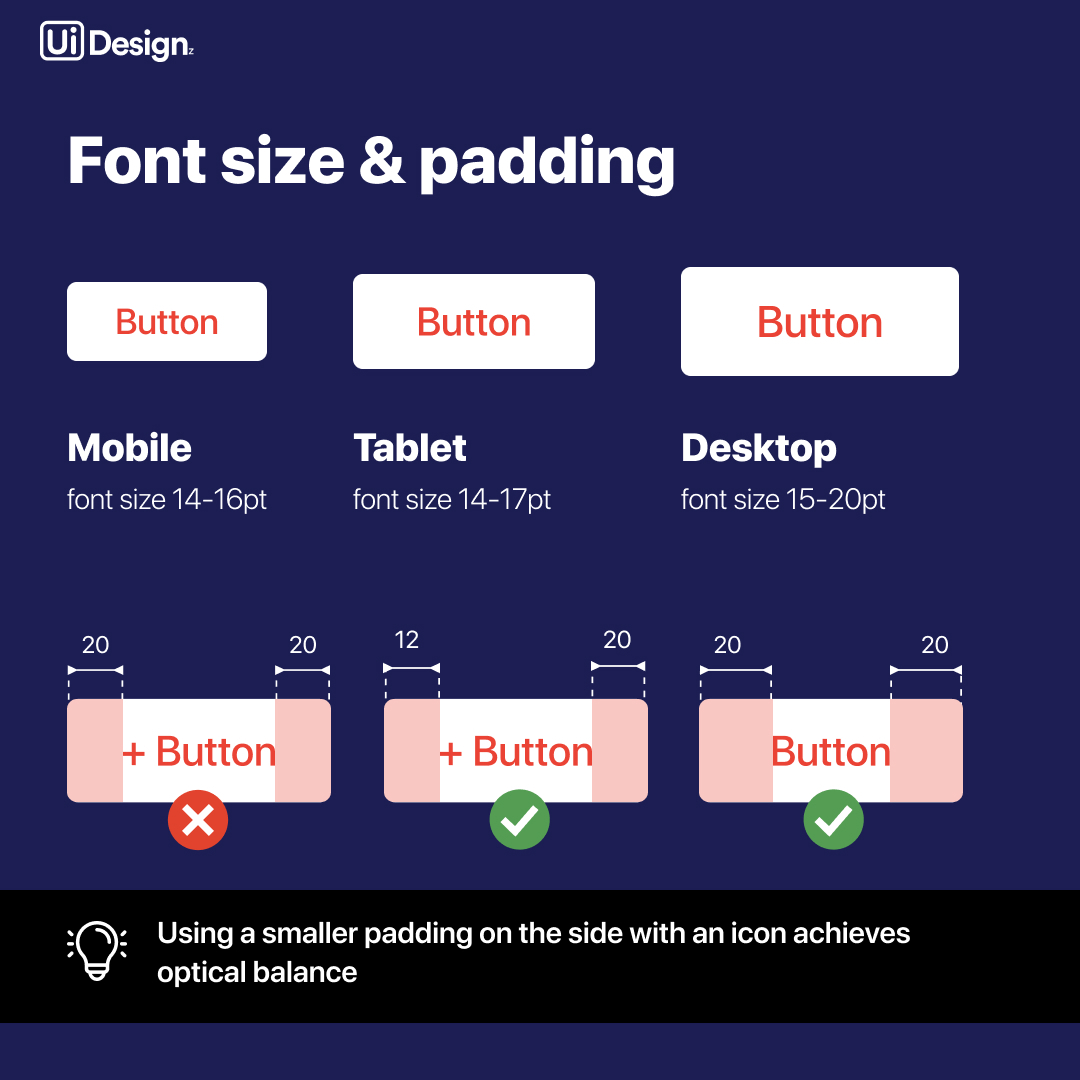 Ui Designz
Font size & padding
Button
Button
Button
Mobile
Tablet
Desktop
font size 14-16pt
font size 14-17pt
font size 15-20pt
20
20
12
20
20
20
+ Button
+ Button
Button
Using a smaller padding on the side with an icon achieves
optical balance